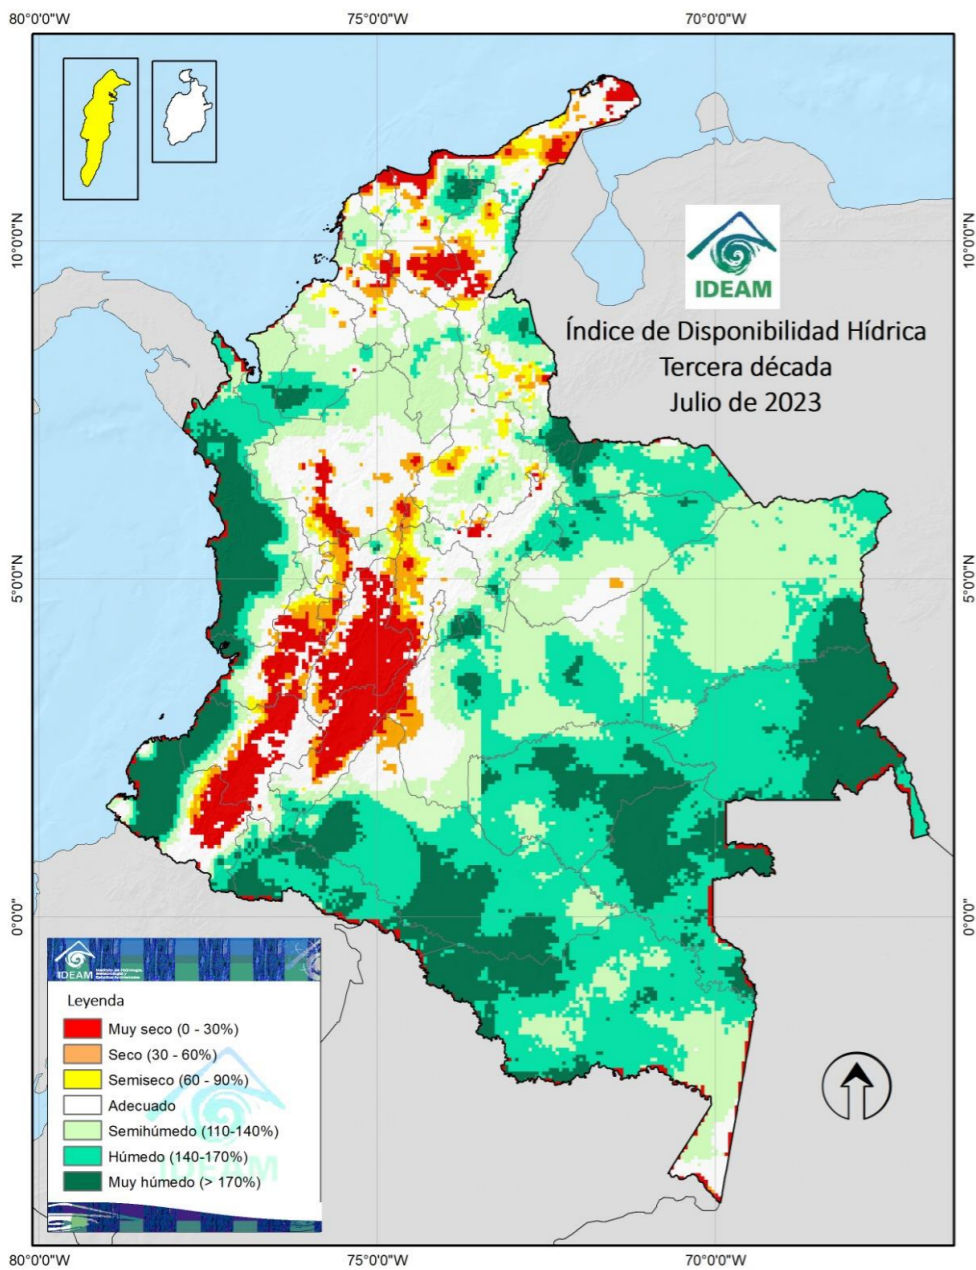 80°0'0"W 75°0'0"W 70°0'0"W
10°0'0"N 10°0'0"N
IDEAM
Índice de Disponibilidad Hídrica
Tercera década
Julio de 2023
5°0'0"N 5°0'0"N
0°0'0" 0°0'0"
IDEAM
Leyenda
Muy seco (0 - 30%)
Seco (30 - 60%)
Semiseco (60 - 90%)
Adecuado
Semihúmedo (110-140%)
Húmedo (140-170%)
IDEAM
Muy húmedo (> 170%)
80°0'0"W 75°0'0"W 70°0'0"W